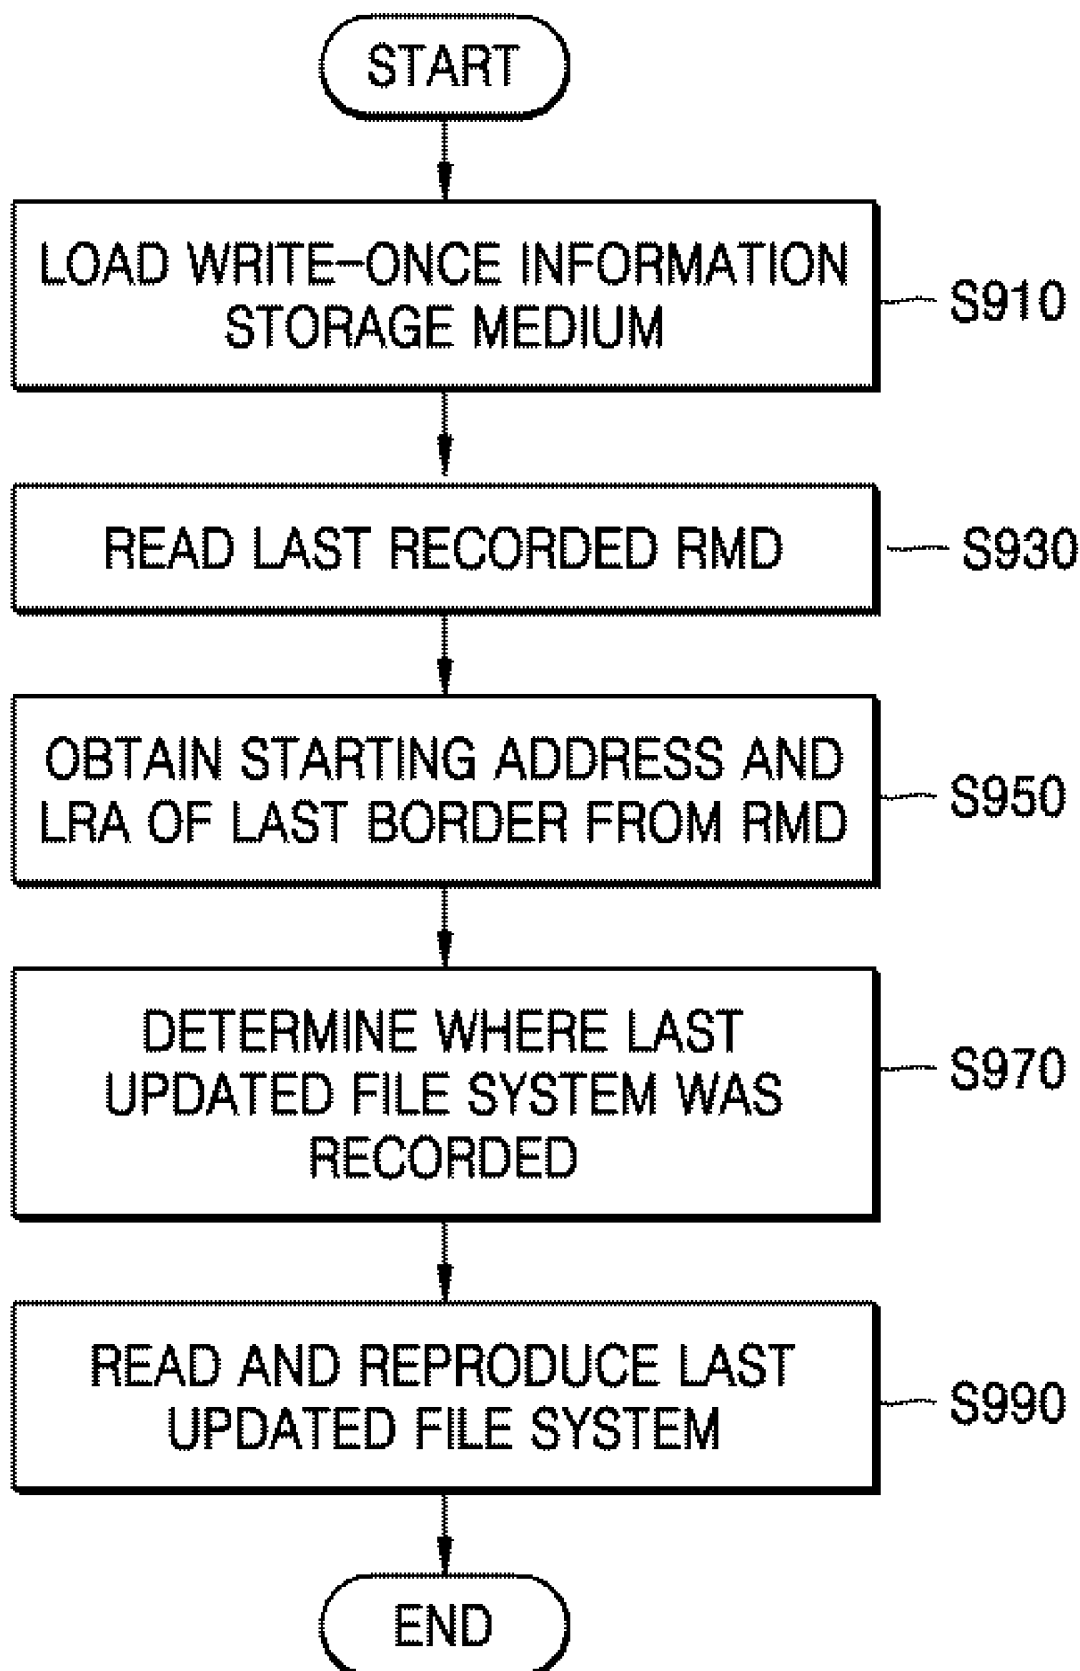 START
LOAD WRITE-ONCE INFORMATION
STORAGE MEDIUM
S910
READ LAST RECORDED RMD
S930
OBTAIN STARTING ADDRESS AND
LRA OF LAST BORDER FROM RMD
S950
DETERMINE WHERE LAST
UPDATED FILE SYSTEM WAS
RECORDED
S970
READ AND REPRODUCE LAST
UPDATED FILE SYSTEM
S990
END